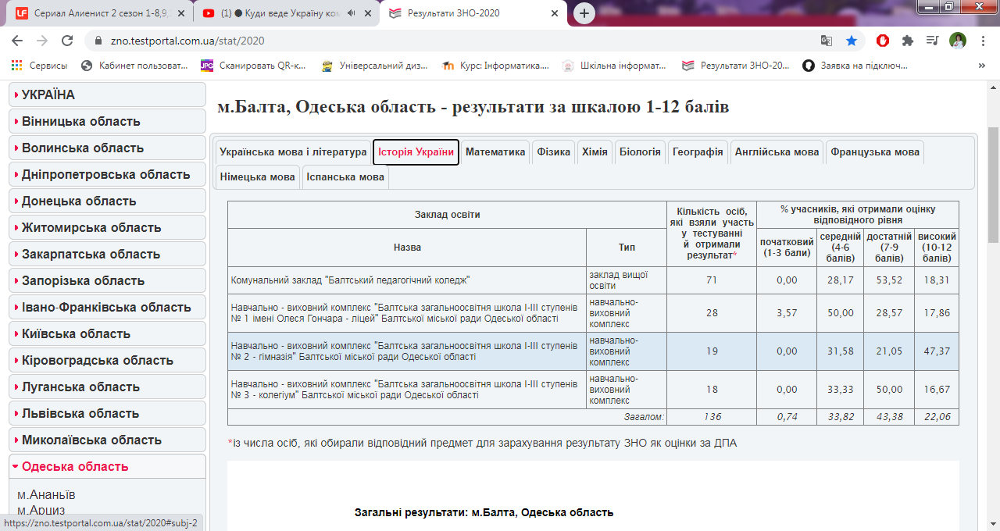 Сериал Алиенист 2 сезон 1-8,9,
(1) ● Куди веде Україну ком
Результати ЗНО-2020
zno.testportal.com.ua/stat/2020
Сервисы
Кабинет пользоват...
Сканировать QR-к...
Універсальний диз...
Курс: Інформатика....
Шкільна інформат...
Результати ЗНО-20...
Заявка на підключ...
»
УКРАЇНА
Вінницька область
Волинська область
Дніпропетровська область
Донецька область
Житомирська область
Закарпатська область
Запорізька область
Івано-Франківська область
Київська область
Кіровоградська область
Луганська область
Львівська область
Миколаївська область
Одеська область
м.Ананьїв
м.Арциз
https://zno.testportal.com.ua/stat/2020#subj-2
м.Балта, Одеська область - результати за шкалою 1-12 балів
Українська мова і література Історія України Математика Фізика Хімія Біологія Географія Англійська мова Французька мова
Німецька мова Іспанська мова
Заклад освіти
Назва
Тип
Кількість осіб,
які взяли участь
у тестуванні
й отримали
результат*
% учасників, які отримали оцінку
відповідного рівня
початковий
(1-3 бали)
середній
(4-6
балів)
достатній
(7-9
балів)
високий
(10-12
балів)
Комунальний заклад "Балтський педагогічний коледж"
заклад вищої
освіти
71 0,00 28,17 53,52 18,31
Навчально - виховний комплекс "Балтська загальноосвітня школа І-ІІІ ступенів
№ 1 імені Олеся Гончара - ліцей" Балтської міської ради Одеської області
навчально-
виховний
комплекс
28 3,57 50,00 28,57 17,86
Навчально - виховний комплекс "Балтська загальноосвітня школа І-ІІІ ступенів
№ 2 - гімназія" Балтської міської ради Одеської області
навчально-
виховний
комплекс
19 0,00 31,58 21,05 47,37
Навчально - виховний комплекс "Балтська загальноосвітня школа І-ІІІ ступенів
№ 3 - колегіум" Балтської міської ради Одеської області
навчально-
виховний
комплекс
18 0,00 33,33 50,00 16,67
Загалом: 136 0,74 33,82 43,38 22,06
*із числа осіб, які обирали відповідний предмет для зарахування результату ЗНО як оцінки за ДПА
Загальні результати: м.Балта, Одеська область